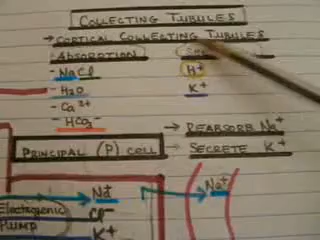 COLLECTING TUBULES
→ CORTICAL COLLECTING TUBULES
ABSORPTION
- NaCl H+
- H2O K+
- Ca2+
- HCO3-
PRINCIPAL (P) CELL → REABSORB Na+
→ SECRETE K+
Na+ Na+
Electrogenic Cl-
PUMP K+